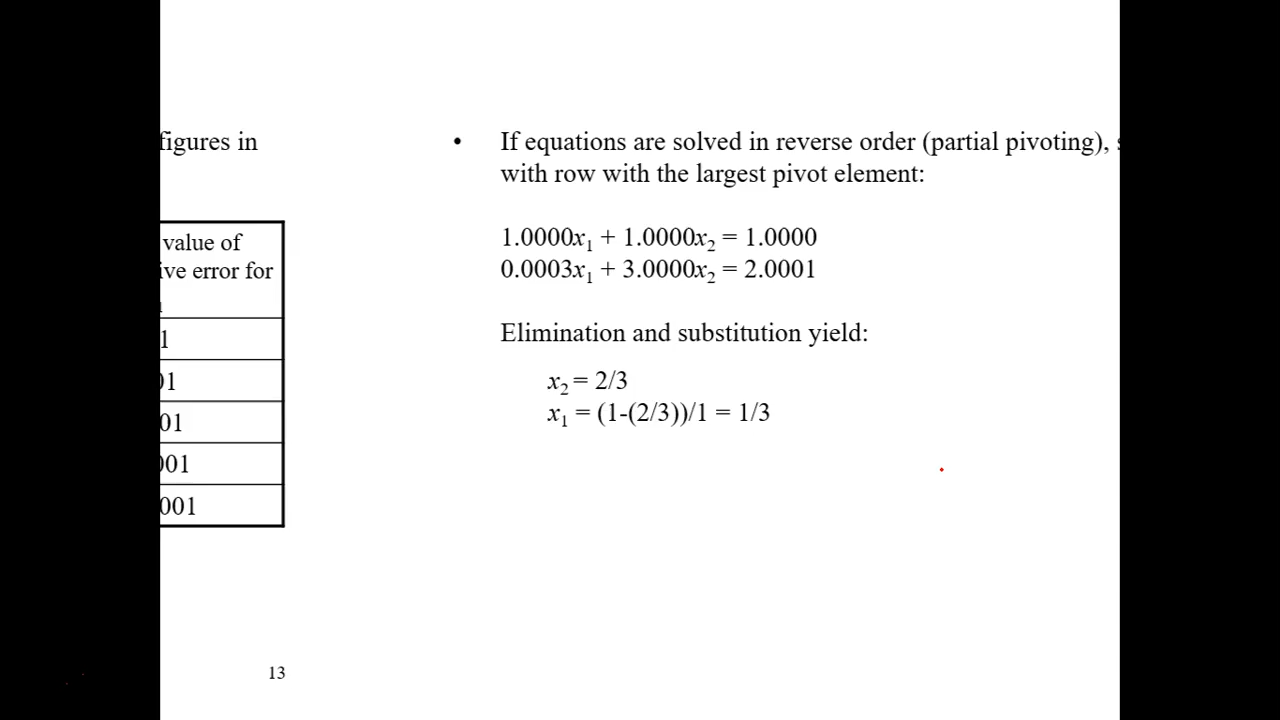 figures in
value of
ive error for
1
01
01
001
001
13
• If equations are solved in reverse order (partial pivoting),
with row with the largest pivot element:
1.0000x₁ + 1.0000x₂ = 1.0000
0.0003x₁ + 3.0000x₂ = 2.0001
Elimination and substitution yield:
x₂ = 2/3
x₁ = (1-(2/3))/1 = 1/3